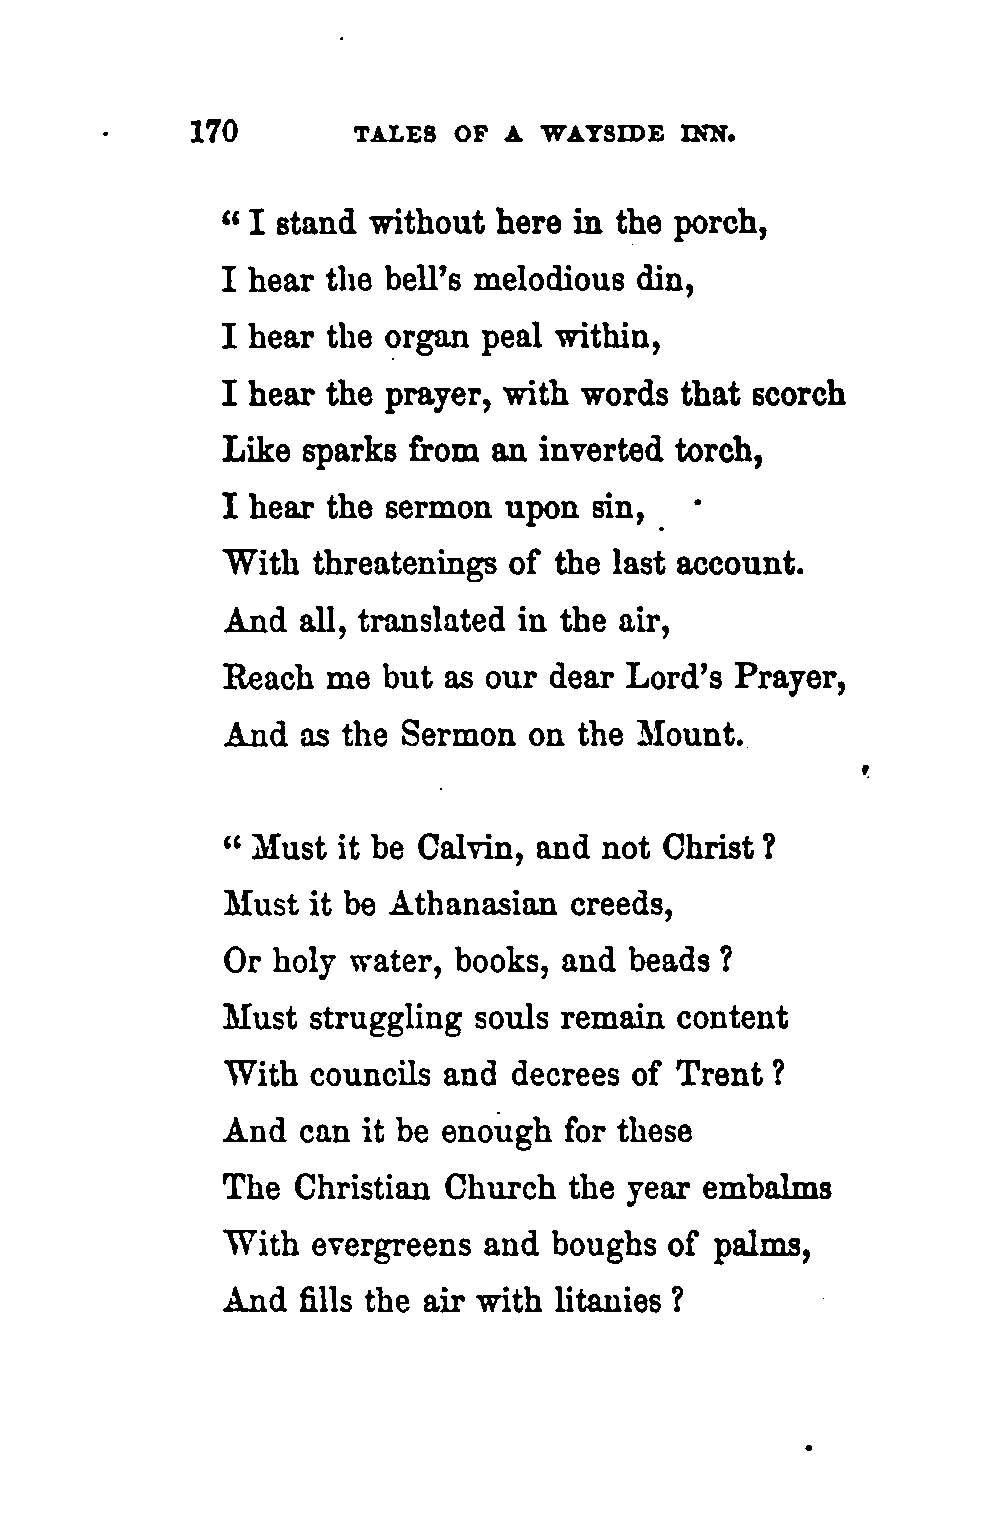 170 TALES OF A WAYSIDE INN.
“ I stand without here in the porch,
I hear the bell’s melodious din,
I hear the organ peal within,
I hear the prayer, with words that scorch
Like sparks from an inverted torch,
I hear the sermon upon sin,
With threatenings of the last account.
And all, translated in the air,
Reach me but as our dear Lord’s Prayer,
And as the Sermon on the Mount.
“ Must it be Calvin, and not Christ ?
Must it be Athanasian creeds,
Or holy water, books, and beads ?
Must struggling souls remain content
With councils and decrees of Trent ?
And can it be enough for these
The Christian Church the year embalms
With evergreens and boughs of palms,
And fills the air with litanies ?